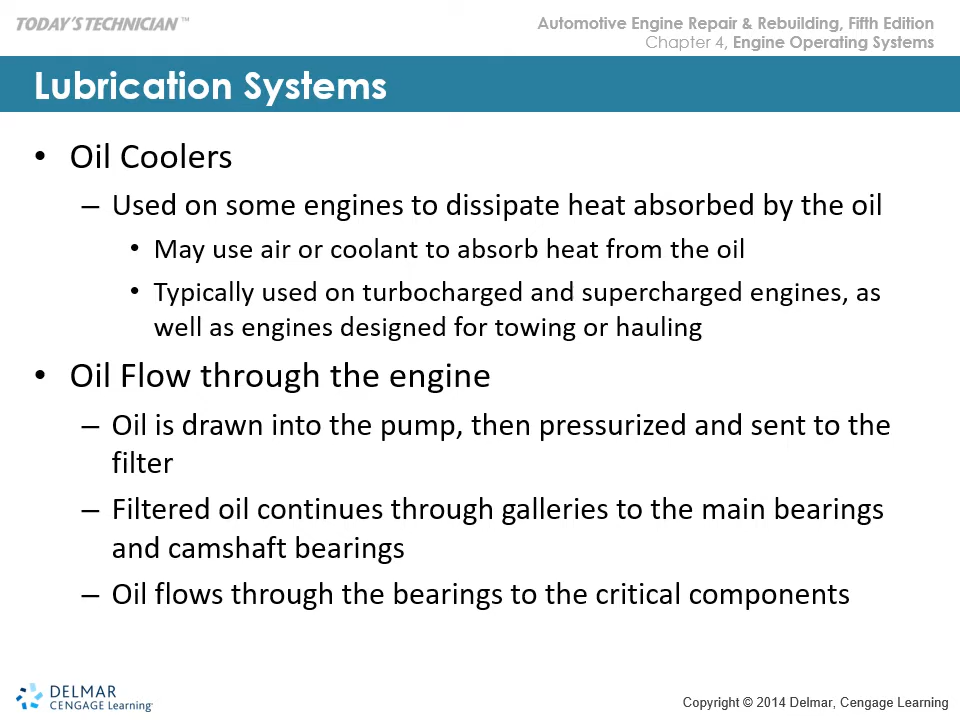 TODAY'S TECHNICIAN ™
Automotive Engine Repair & Rebuilding, Fifth Edition
Chapter 4, Engine Operating Systems
Lubrication Systems
• Oil Coolers
– Used on some engines to dissipate heat absorbed by the oil
• May use air or coolant to absorb heat from the oil
• Typically used on turbocharged and supercharged engines, as
well as engines designed for towing or hauling
• Oil Flow through the engine
– Oil is drawn into the pump, then pressurized and sent to the
filter
– Filtered oil continues through galleries to the main bearings
and camshaft bearings
– Oil flows through the bearings to the critical components
DELMAR
CENGAGE Learning
Copyright © 2014 Delmar, Cengage Learning